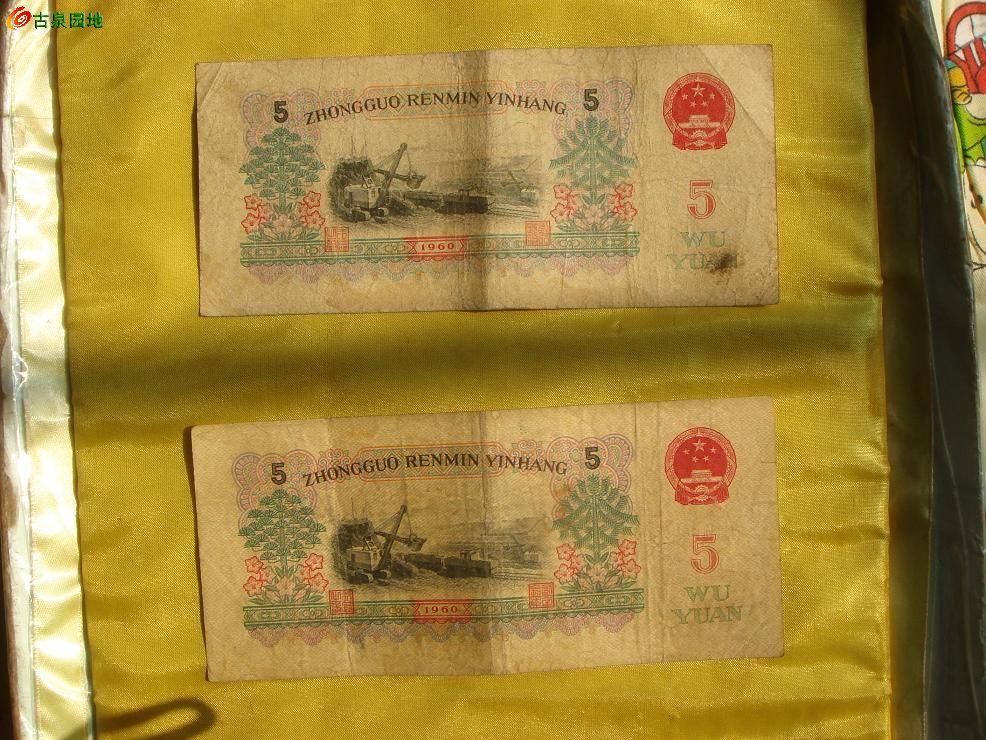 古泉园地
5 ZHONGGUO RENMIN YINHANG 5
5
1960
WU
YUAN
5 ZHONGGUO RENMIN YINHANG 5
5
1960
WU
YUAN